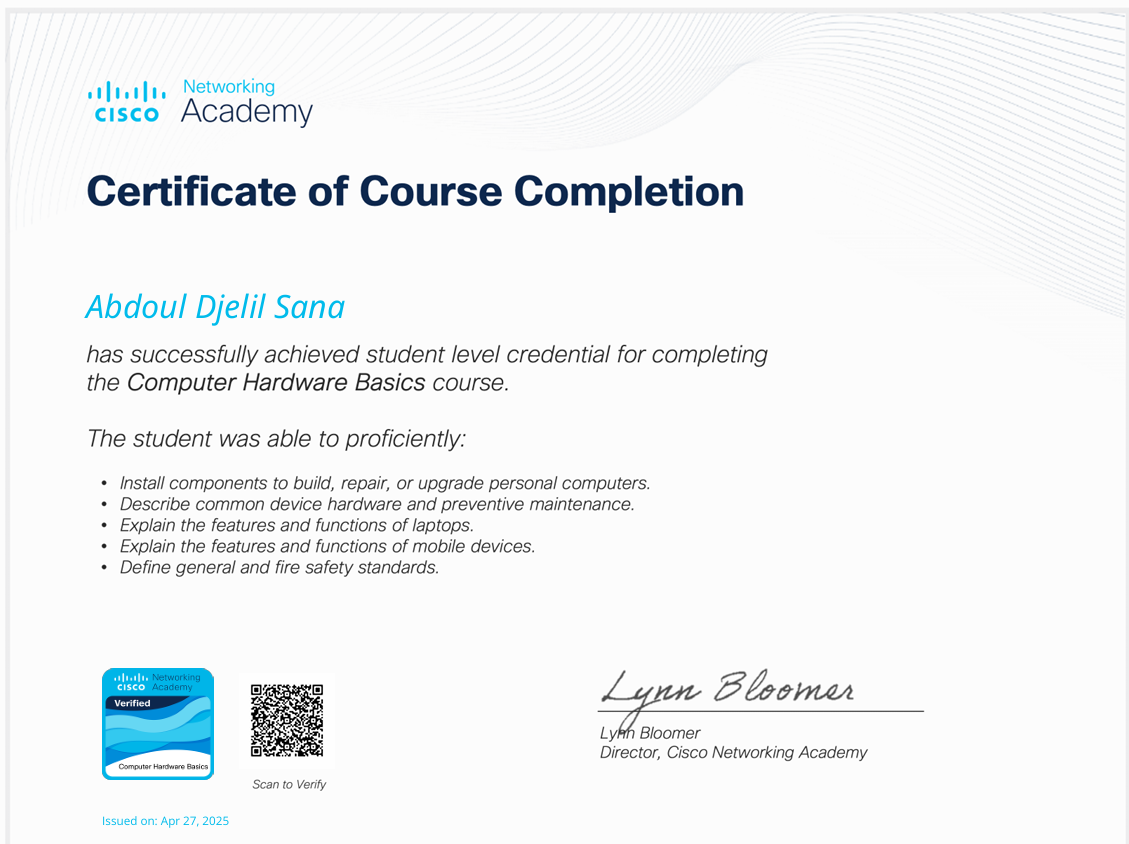 Networking
CISCO Academy
Certificate of Course Completion
Abdoul Djelil Sana
has successfully achieved student level credential for completing
the Computer Hardware Basics course.
The student was able to proficiently:
• Install components to build, repair, or upgrade personal computers.
• Describe common device hardware and preventive maintenance.
• Explain the features and functions of laptops.
• Explain the features and functions of mobile devices.
• Define general and fire safety standards.
Networking
CISCO Academy
Verified
Computer Hardware Basics
Scan to Verify
Lynn Bloomer
Lynn Bloomer
Director, Cisco Networking Academy
Issued on: Apr 27, 2025